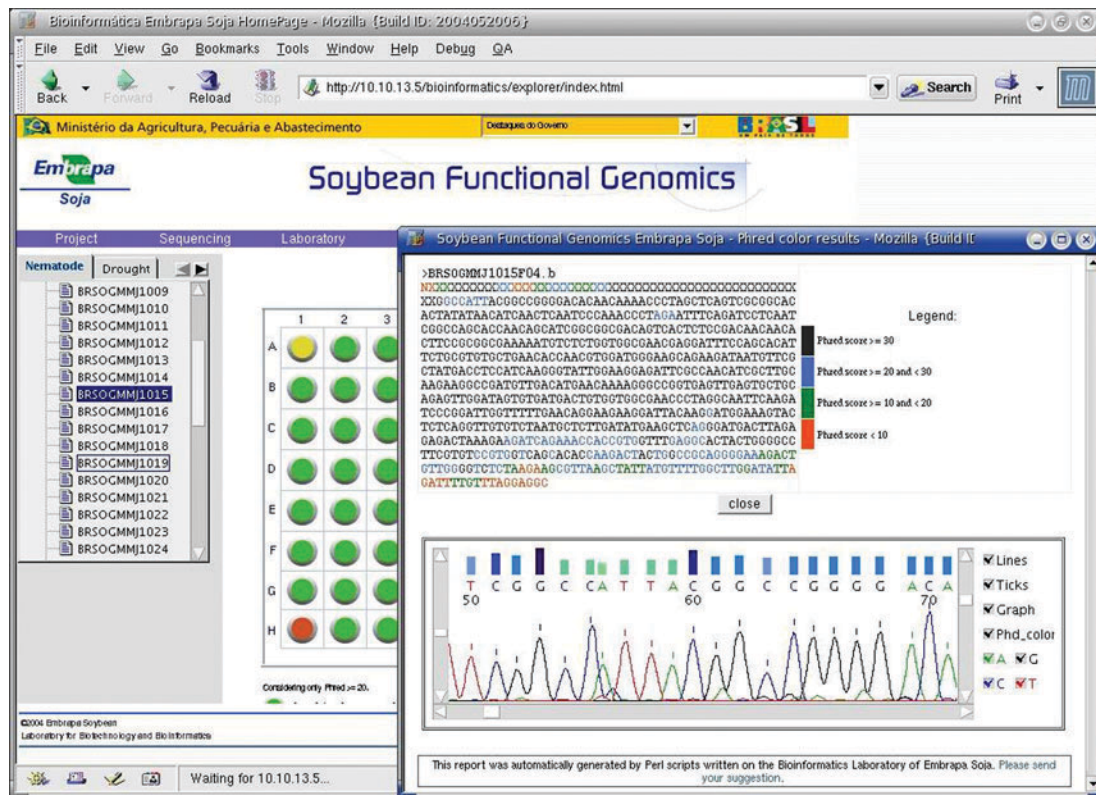 Bioinformática Embrapa Soja HomePage - Mozilla {Build ID: 2004052006}
File Edit View Go Bookmarks Tools Window Help Debug QA
Back Forward Reload Stop http://10.10.13.5/bioinformatics/explorer/index.html Search Print
Ministério da Agricultura, Pecuária e Abastecimento Destaques do Governo BRASIL
UM PAÍS DE TODOS
Embrapa
Soja
Soybean Functional Genomics
Project Sequencing Laboratory
Nematode Drought
BRSOGMMJ1009
BRSOGMMJ1010
BRSOGMMJ1011
BRSOGMMJ1012
BRSOGMMJ1013
BRSOGMMJ1014
BRSOGMMJ1015
BRSOGMMJ1016
BRSOGMMJ1017
BRSOGMMJ1018
BRSOGMMJ1019
BRSOGMMJ1020
BRSOGMMJ1021
BRSOGMMJ1022
BRSOGMMJ1023
BRSOGMMJ1024
1 2 3
A
B
C
D
E
F
G
H
Considering only Phred >= 20.
©2004 Embrapa Soybean
Laboratory for Biotechnology and Bioinformatics
Waiting for 10.10.13.5...
Soybean Functional Genomics Embrapa Soja - Phred color results - Mozilla {Build ID
>BRSOGMMJ1015F04.b
XXGGCCATTACGGCCGGGGACACAACAAAACCCTAGCTCAGTCGCGGCAC
ACTATATAACATCAACTCAATCCCAAACCCTAGAATTTCAGATCCTCAAT
CGGCCAGCACCAACAGCATCGGCGGCGACAGTCACTCTCCGACAACAACA
CTTCCGCGGCGAAAAATGTCTCTGGTGGCGAACGAGGATTTCCAGCACAT
TCTGCGTGTGCTGAACACCAACGTGGATGGGAAGCAGAAGATAATGTTCG
CTATGACCTCCATCAAGGGTATTGGAAGGAGATTCGCCAACATCGCTTGC
AAGAAGGCCGATGTTGACATGAACAAAAGGGCCGGTGAGTTGAGTGCTGC
AGAGTTGGATAGTGTGATGACTGTGGTGGCGAACCCTAGGCAATTCAAGA
TCCCGGATTGGTTTTTGAACAGGAAGAAGGATTACAAGGATGGAAAGTAC
TCTCAGGTTGTGTCTAATGCTCTTGATATGAAGCTCAGGGATGACTTAGA
GAGACTAAAGAAGATCAGAAACCACCGTGGTTTGAGGCACTACTGGGGCC
TTCGTGTCCGTGGTCAGCACACCAAGACTACTGGCCGCAGGGGAAAGACT
GTTGGGGTCTCTAAGAAGCGTTAAGCTATTATGTTTTGGCTTGGATATTA
GATTTTGTTTAGGAGGC
Legend:
Phred score >= 30
Phred score >= 20 and < 30
Phred score >= 10 and < 20
Phred score < 10
close
T C G G C C A T T A C G G C C G G G G A C A
50 60 70
Lines
Ticks
Graph
Phd_color
A G
C T
This report was automatically generated by Perl scripts written on the Bioinformatics Laboratory of Embrapa Soja. Please send
your suggestion.